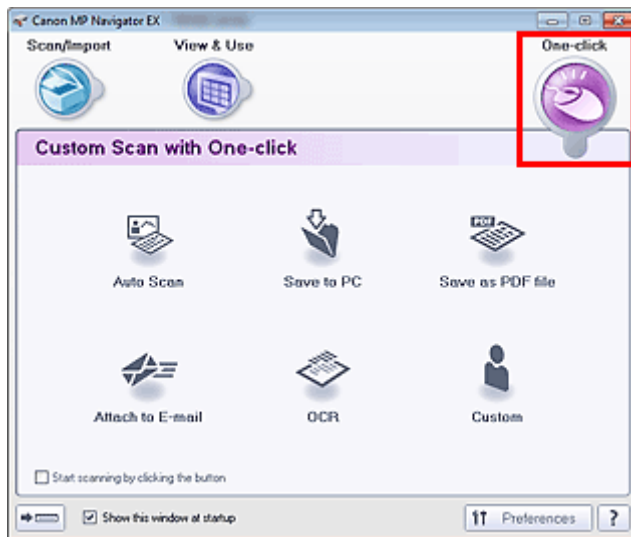 Canon MP Navigator EX
Scan/Import View & Use One-click
Custom Scan with One-click
Auto Scan Save to PC PDF Save as PDF file
Attach to E-mail OCR Custom
Start scanning by clicking the button
Show this window at startup Preferences ?